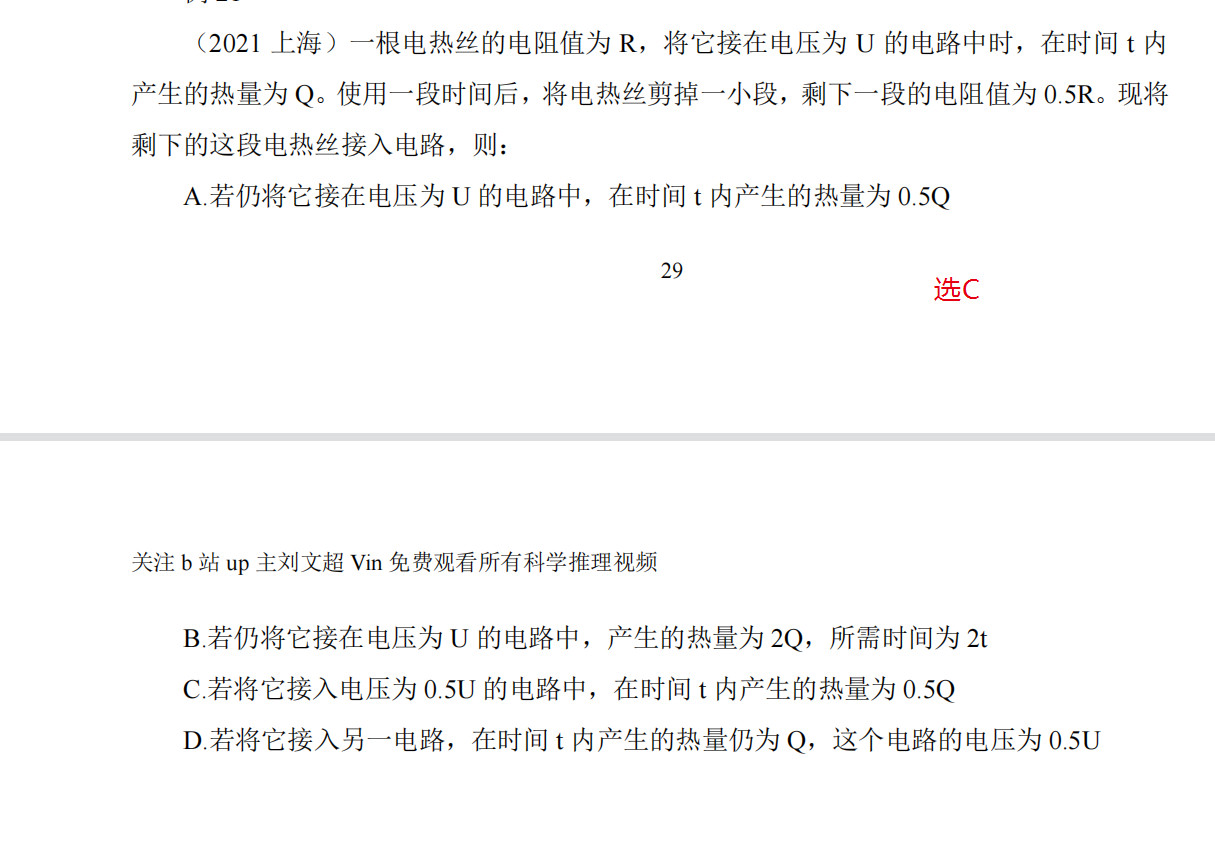 （2021 上海）一根电热丝的电阻值为 R，将它接在电压为 U 的电路中时，在时间 t 内
产生的热量为 Q。使用一段时间后，将电热丝剪掉一小段，剩下一段的电阻值为 0.5R。现将
剩下的这段电热丝接入电路，则：
A.若仍将它接在电压为 U 的电路中，在时间 t 内产生的热量为 0.5Q
29
选C
关注 b 站 up 主刘文超 Vin 免费观看所有科学推理视频
B.若仍将它接在电压为 U 的电路中，产生的热量为 2Q，所需时间为 2t
C.若将它接入电压为 0.5U 的电路中，在时间 t 内产生的热量为 0.5Q
D.若将它接入另一电路，在时间 t 内产生的热量仍为 Q，这个电路的电压为 0.5U